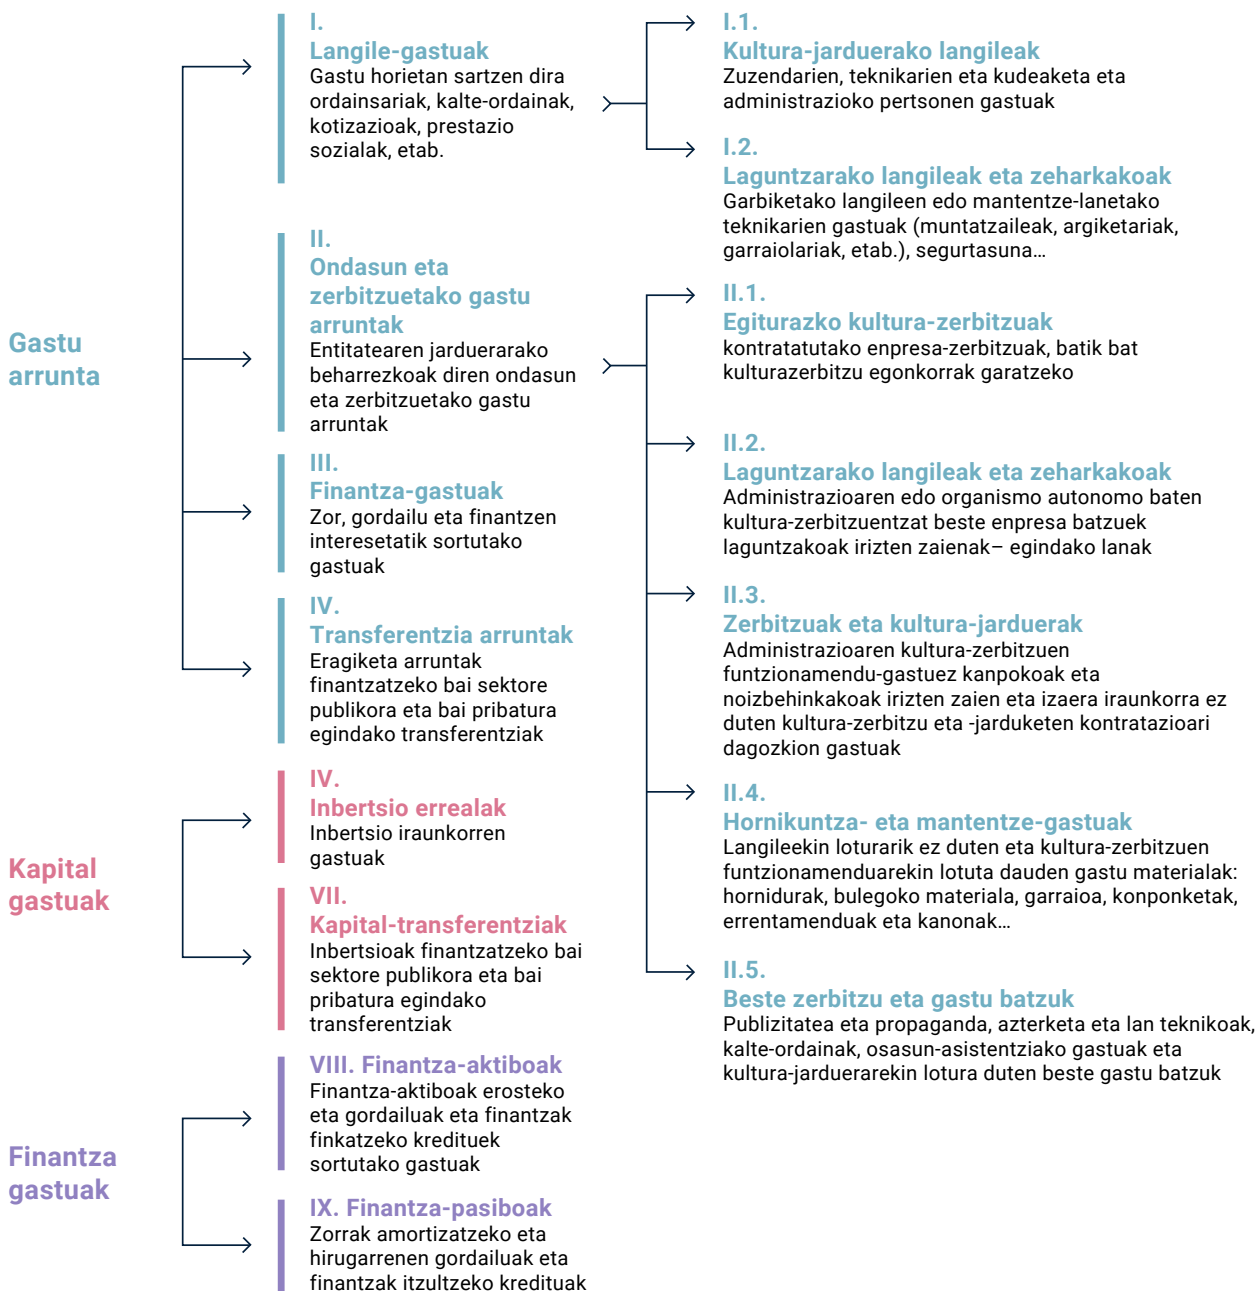 Gastu
arrunta
I.
Langile-gastuak
Gastu horietan sartzen dira
ordainsariak, kalte-ordainak,
kotizazioak, prestazio
sozialak, etab.
I.1.
Kultura-jarduerako langileak
Zuzendarien, teknikarien eta kudeaketa eta
administrazioko pertsonen gastuak
I.2.
Laguntzarako langileak eta zeharkakoak
Garbiketako langileen edo mantentze-lanetako
teknikarien gastuak (muntatzaileak, argiketariak,
garraiolariak, etab.), segurtasuna…
II.
Ondasun eta
zerbitzuetako gastu
arruntak
Entitatearen jarduerarako
beharrezkoak diren ondasun
eta zerbitzuetako gastu
arruntak
II.1.
Egiturazko kultura-zerbitzuak
kontratatutako enpresa-zerbitzuak, batik bat
kulturazerbitzu egonkorrak garatzeko
II.2.
Laguntzarako langileak eta zeharkakoak
Administrazioaren edo organismo autonomo baten
kultura-zerbitzuentzat beste enpresa batzuek
laguntzakoak irizten zaienak– egindako lanak
II.3.
Zerbitzuak eta kultura-jarduerak
Administrazioaren kultura-zerbitzuen
funtzionamendu-gastuez kanpokoak eta
noizbehinkakoak irizten zaien eta izaera iraunkorra ez
duten kultura-zerbitzu eta -jarduketen kontratazioari
dagozkion gastuak
II.4.
Hornikuntza- eta mantentze-gastuak
Langileekin loturarik ez duten eta kultura-zerbitzuen
funtzionamenduarekin lotuta dauden gastu materialak:
hornidurak, bulegoko materiala, garraioa, konponketak,
errentamenduak eta kanonak…
II.5.
Beste zerbitzu eta gastu batzuk
Publizitatea eta propaganda, azterketa eta lan teknikoak,
kalte-ordainak, osasun-asistentziako gastuak eta
kultura-jarduerarekin lotura duten beste gastu batzuk
III.
Finantza-gastuak
Zor, gordailu eta finantzen
interesetatik sortutako
gastuak
IV.
Transferentzia arruntak
Eragiketa arruntak
finantzatzeko bai sektore
publikora eta bai pribatura
egindako transferentziak
Kapital
gastuak
IV.
Inbertsio errealak
Inbertsio iraunkorren
gastuak
VII.
Kapital-transferentziak
Inbertsioak finantzatzeko bai
sektore publikora eta bai
pribatura egindako
transferentziak
Finantza
gastuak
VIII. Finantza-aktiboak
Finantza-aktiboak erosteko
eta gordailuak eta finantzak
finkatzeko kredituek
sortutako gastuak
IX. Finantza-pasiboak
Zorrak amortizatzeko eta
hirugarrenen gordailuak eta
finantzak itzultzeko kredituak